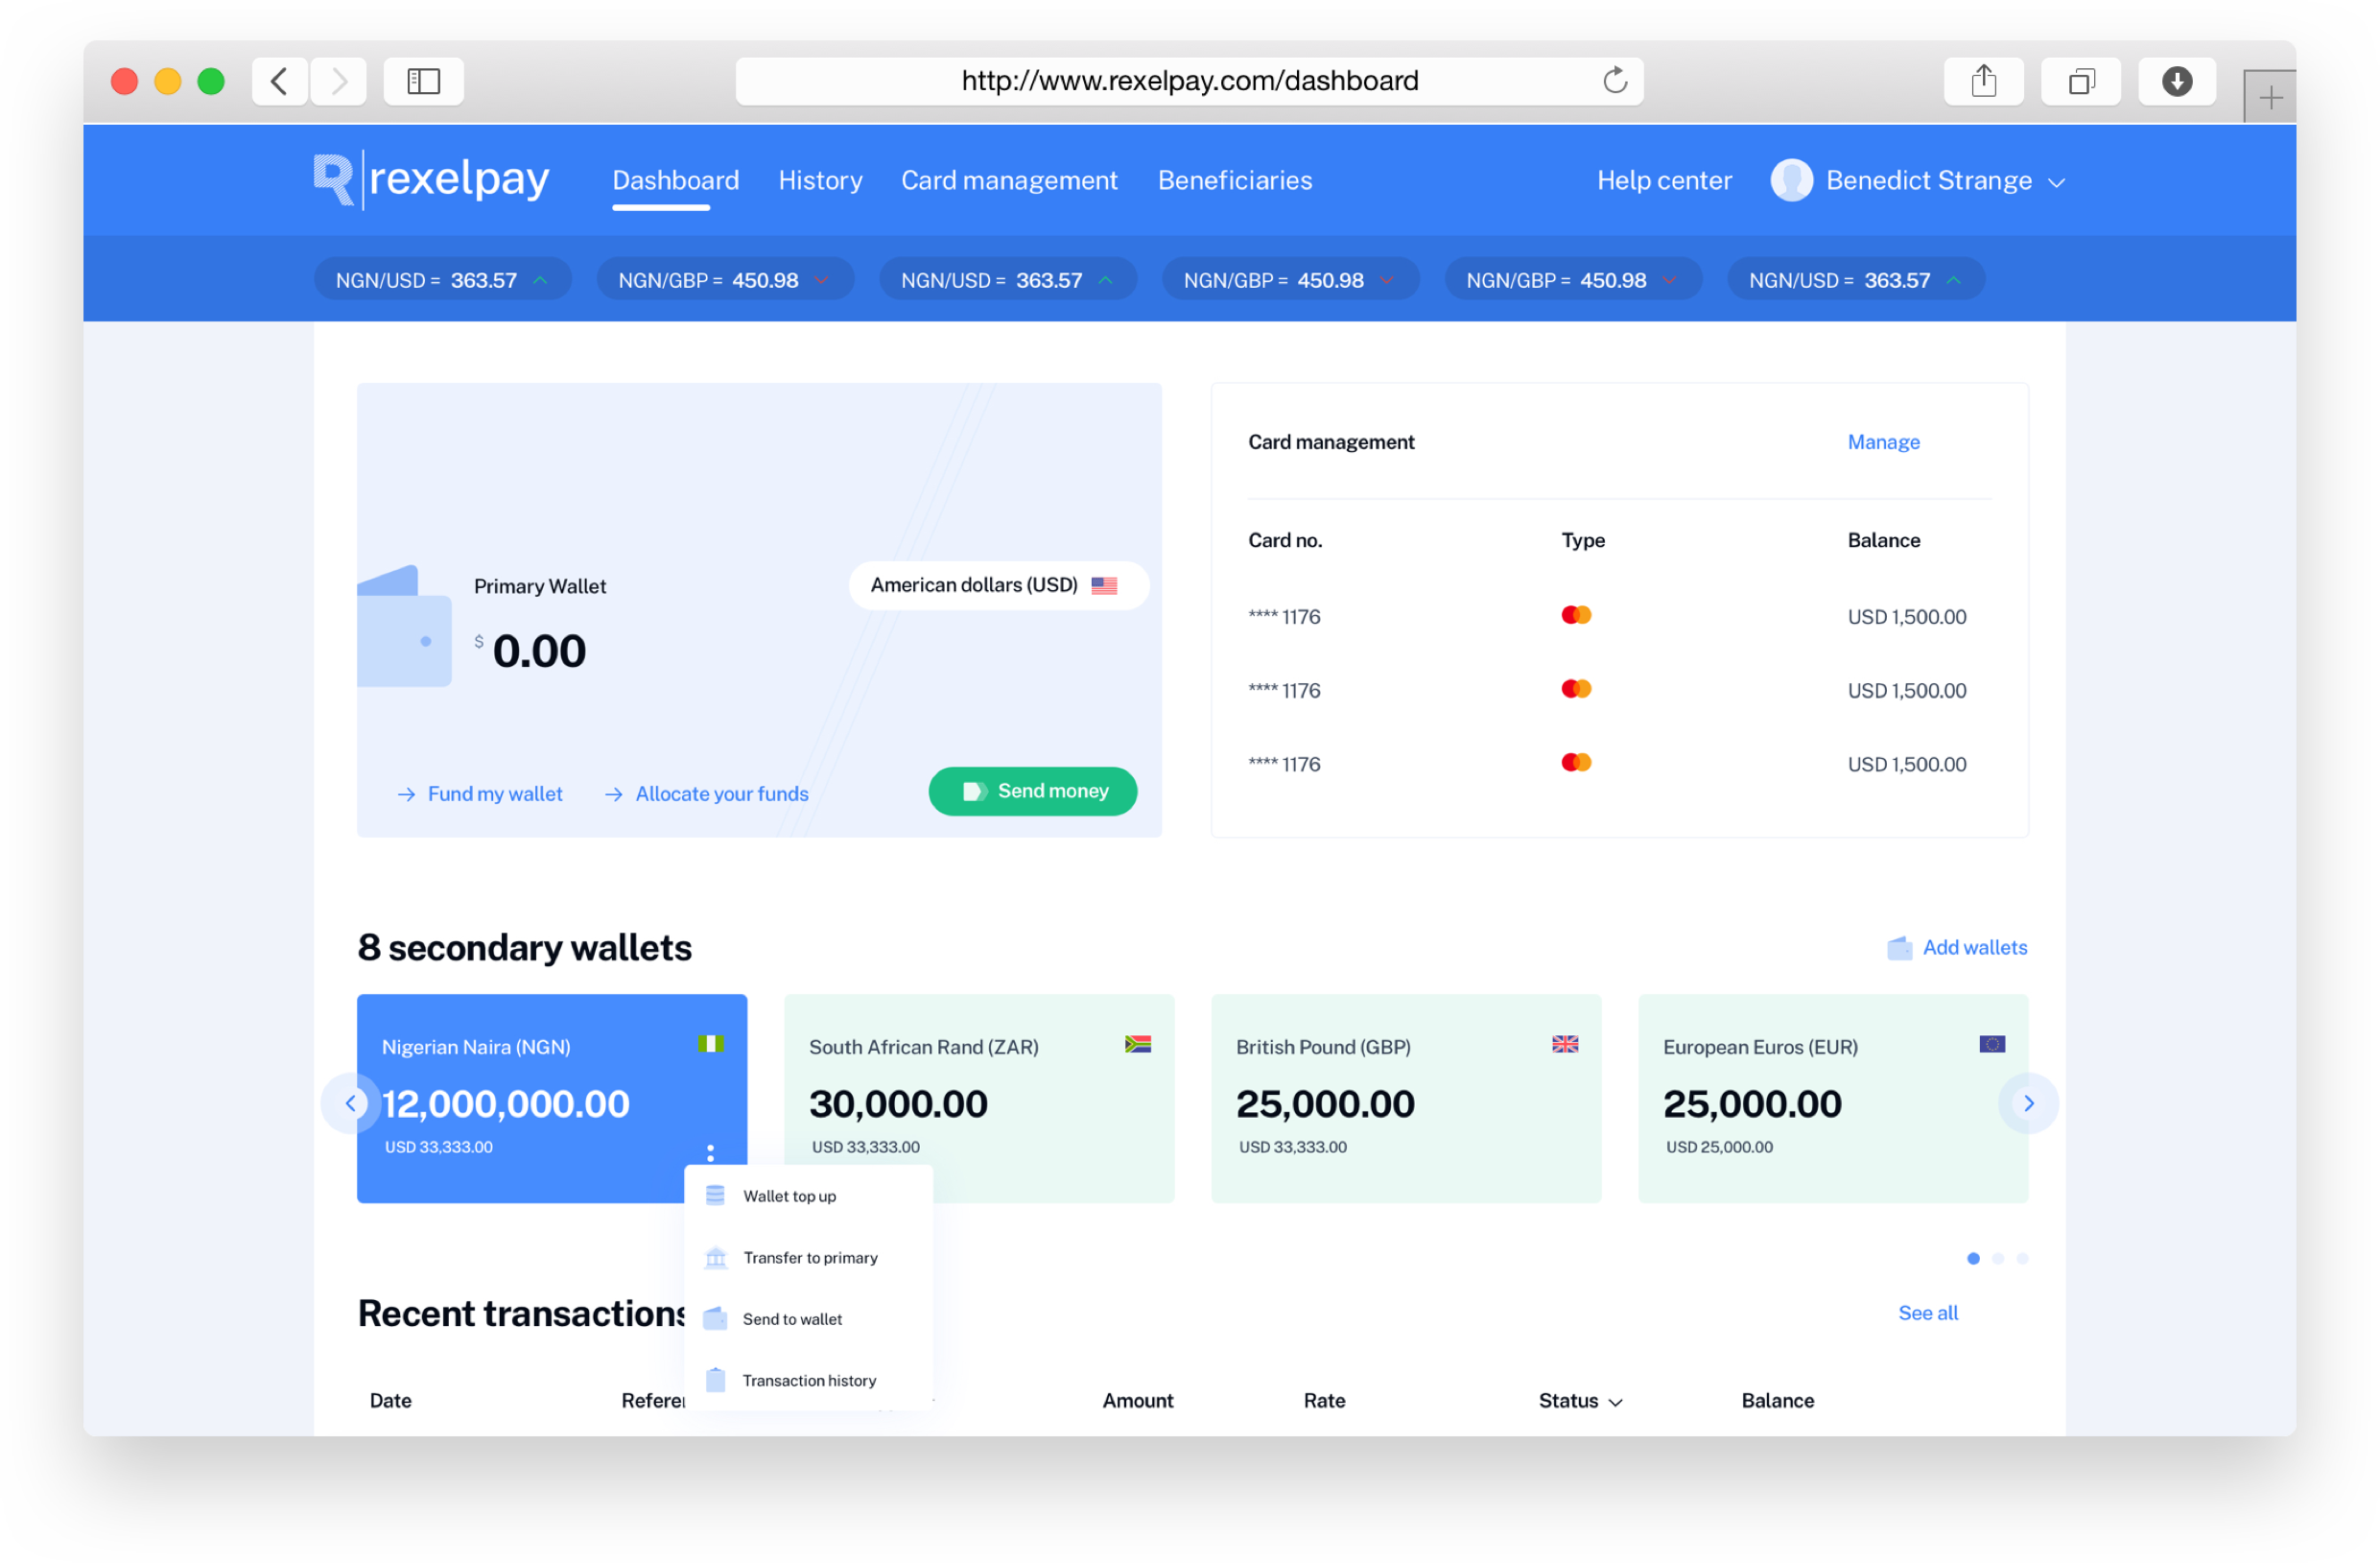 http://www.rexelpay.com/dashboard
R|rexelpay Dashboard History Card management Beneficiaries Help center Benedict Strange
NGN/USD = 363.57 NGN/GBP = 450.98 NGN/USD = 363.57 NGN/GBP = 450.98 NGN/GBP = 450.98 NGN/USD = 363.57
Primary Wallet American dollars (USD)
$ 0.00
Fund my wallet Allocate your funds Send money
Card management Manage
Card no. Type Balance
**** 1176 USD 1,500.00
**** 1176 USD 1,500.00
**** 1176 USD 1,500.00
8 secondary wallets Add wallets
Nigerian Naira (NGN)
12,000,000.00
USD 33,333.00
South African Rand (ZAR)
30,000.00
USD 33,333.00
British Pound (GBP)
25,000.00
USD 33,333.00
European Euros (EUR)
25,000.00
USD 25,000.00
Wallet top up
Transfer to primary
Send to wallet
Transaction history
Recent transactions See all
Date Amount Rate Status Balance